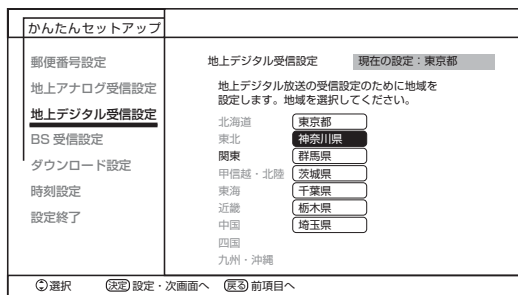 かんたんセットアップ
郵便番号設定
地上アナログ受信設定
地上デジタル受信設定
BS 受信設定
ダウンロード設定
時刻設定
設定終了
地上デジタル受信設定 現在の設定：東京都
地上デジタル放送の受信設定のために地域を
設定します。地域を選択してください。
北海道 東京都
東北 神奈川県
関東 群馬県
甲信越・北陸 茨城県
東海 千葉県
近畿 栃木県
中国 埼玉県
四国
九州・沖縄
選択 決定 設定・次画面へ 戻る 前項目へ